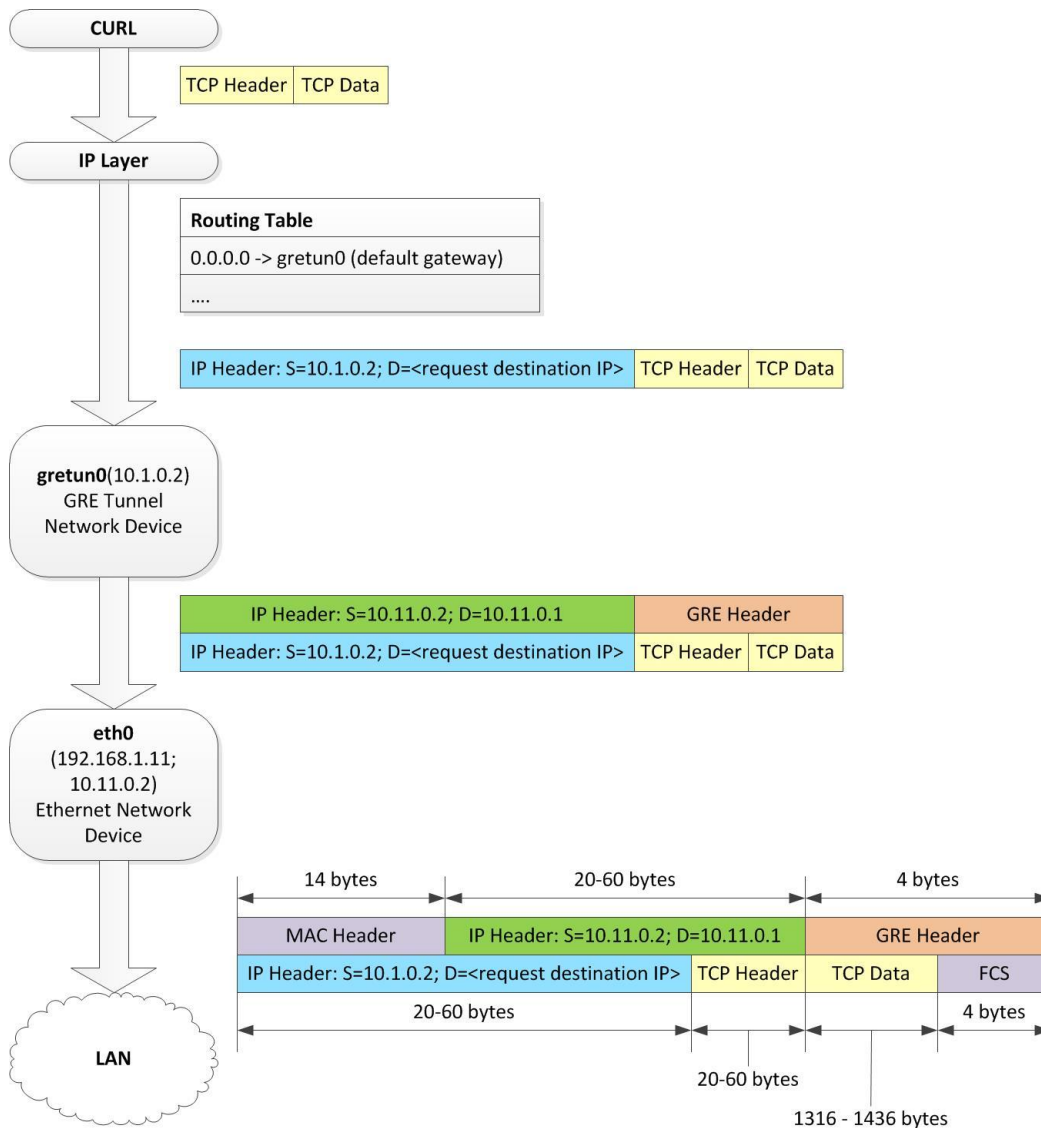 CURL
TCP Header TCP Data
IP Layer
Routing Table
0.0.0.0 -> gretun0 (default gateway)
....
IP Header: S=10.1.0.2; D=<request destination IP> TCP Header TCP Data
gretun0(10.1.0.2)
GRE Tunnel
Network Device
IP Header: S=10.11.0.2; D=10.11.0.1 GRE Header
IP Header: S=10.1.0.2; D=<request destination IP> TCP Header TCP Data
eth0
(192.168.1.11;
10.11.0.2)
Ethernet Network
Device
14 bytes 20-60 bytes 4 bytes
MAC Header IP Header: S=10.11.0.2; D=10.11.0.1 GRE Header
IP Header: S=10.1.0.2; D=<request destination IP> TCP Header TCP Data FCS
20-60 bytes 4 bytes
LAN
20-60 bytes
1316 - 1436 bytes